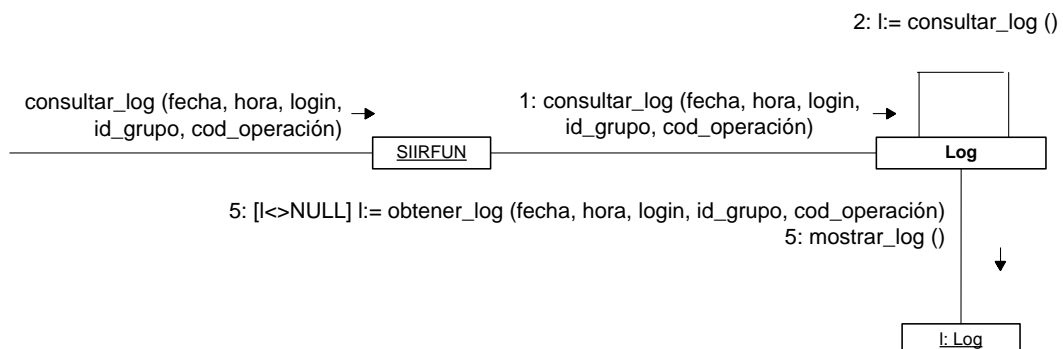 2: l:= consultar_log ()
consultar_log (fecha, hora, login,
id_grupo, cod_operación)
1: consultar_log (fecha, hora, login,
id_grupo, cod_operación)
SIIRFUN
Log
5: [l<>NULL] l:= obtener_log (fecha, hora, login, id_grupo, cod_operación)
5: mostrar_log ()
l: Log